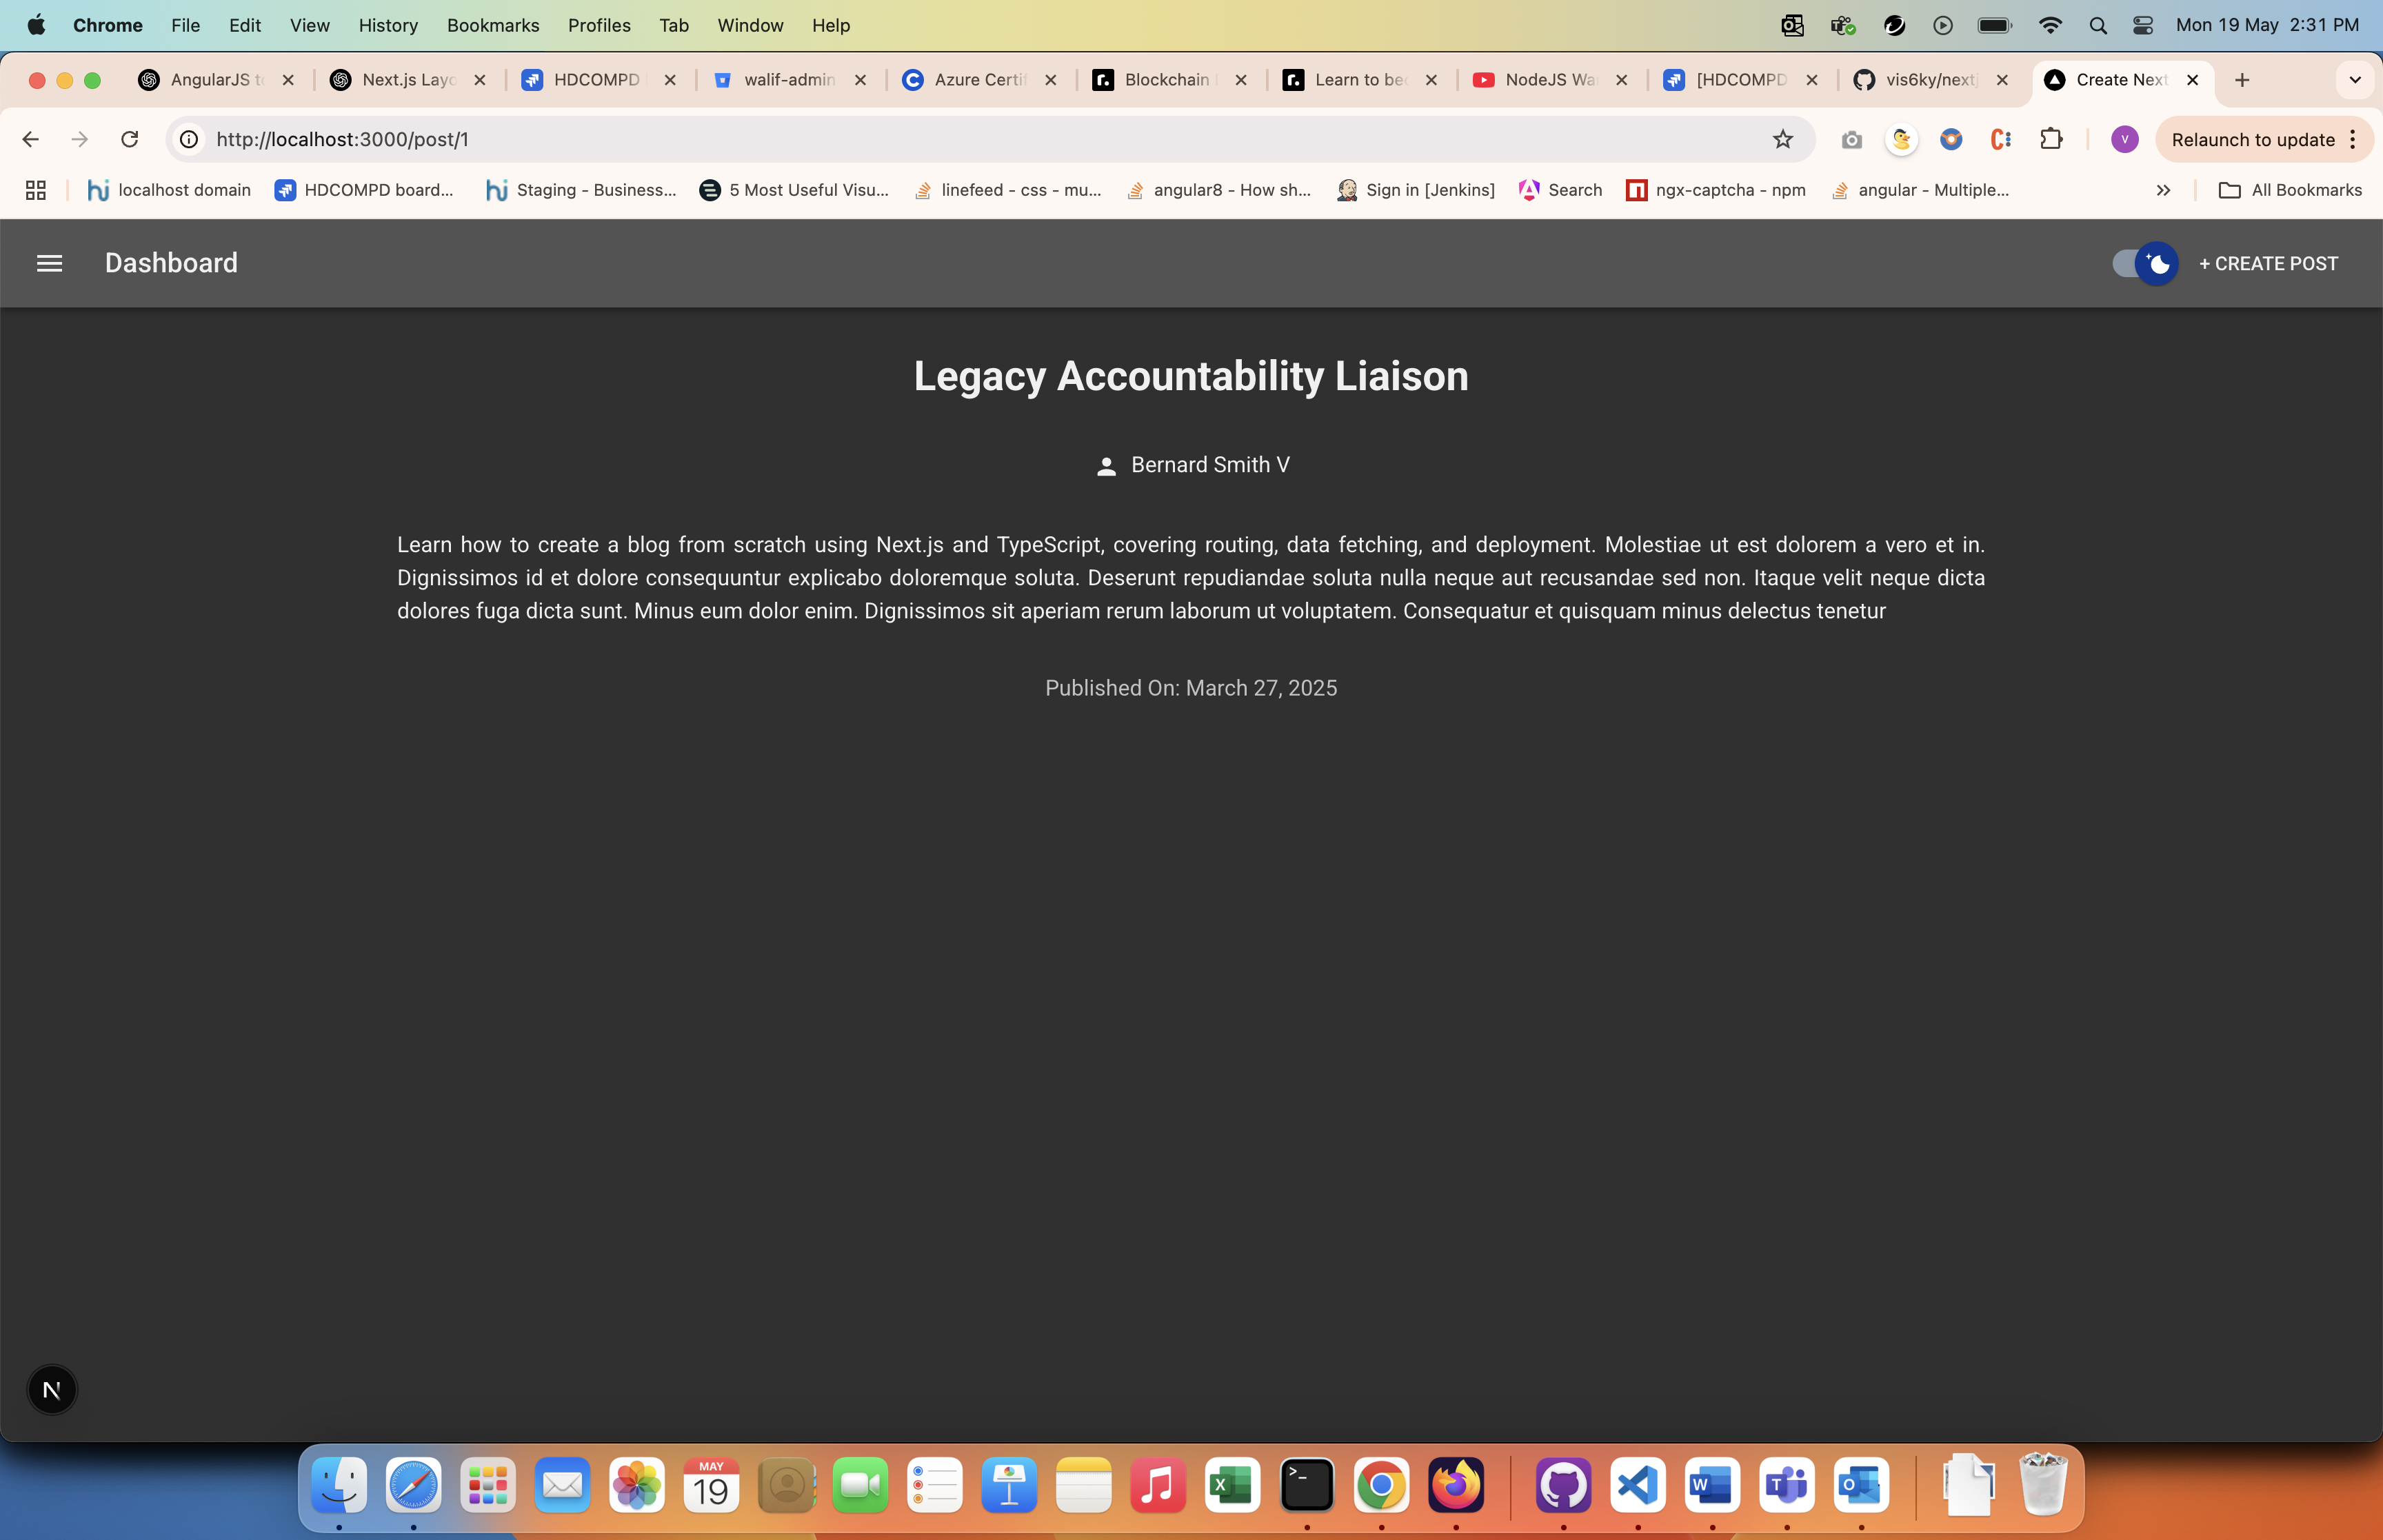 Chrome File Edit View History Bookmarks Profiles Tab Window Help Mon 19 May 2:31 PM
AngularJS Next.js HDCOMPD walif-admin Azure Blockchain Learn to NodeJS [HDCOMPD vis6ky/nextj Create Next
http://localhost:3000/post/1 V Relaunch to update
localhost domain HDCOMPD board... Staging - Business... 5 Most Useful Visu... linefeed - css - mu... angular8 - How sh... Sign in [Jenkins] Search ngx-captcha - npm angular - Multiple... All Bookmarks
Dashboard + CREATE POST
Legacy Accountability Liaison
Bernard Smith V
Learn how to create a blog from scratch using Next.js and TypeScript, covering routing, data fetching, and deployment. Molestiae ut est dolorem a vero et in.
Dignissimos id et dolore consequuntur explicabo doloremque soluta. Deserunt repudiandae soluta nulla neque aut recusandae sed non. Itaque velit neque dicta
dolores fuga dicta sunt. Minus eum dolor enim. Dignissimos sit aperiam rerum laborum ut voluptatem. Consequatur et quisquam minus delectus tenetur
Published On: March 27, 2025
N
MAY
19